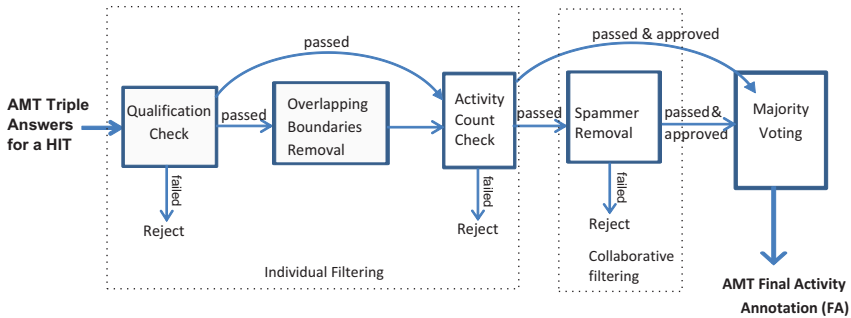 AMT Triple
Answers
for a HIT
Qualification
Check
failed
Reject
passed
passed
Overlapping
Boundaries
Removal
Activity
Count
Check
failed
Reject
Individual Filtering
passed
passed & approved
Spammer
Removal
failed
Reject
Collaborative
filtering
passed&
approved
Majority
Voting
AMT Final Activity
Annotation (FA)